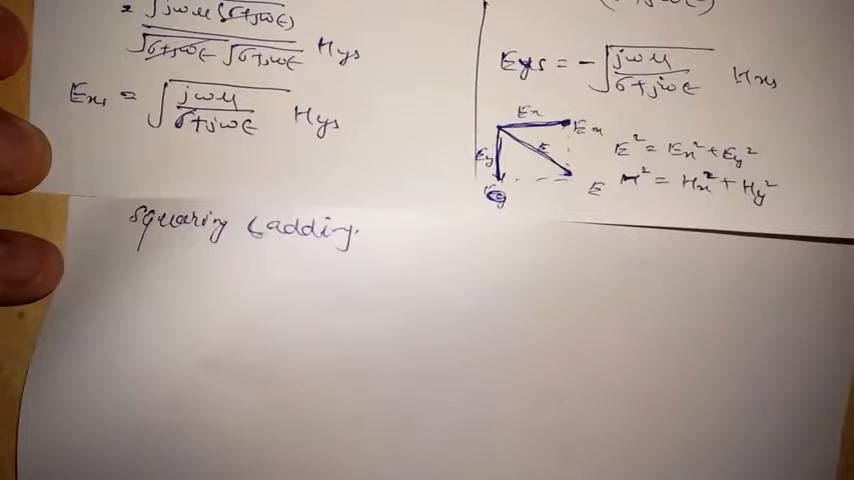 = √jωμ √σ+jωϵ)
√σ+jωϵ √σ+jωϵ Hys
Exs = √jωμ/σ+jωϵ Hys
Eys = -√jωμ/σ+jωϵ Hxs
Ex
Ex
Ey
E
E
E² = Ex² + Ey²
H² = Hx² + Hy²
Squaring & adding.